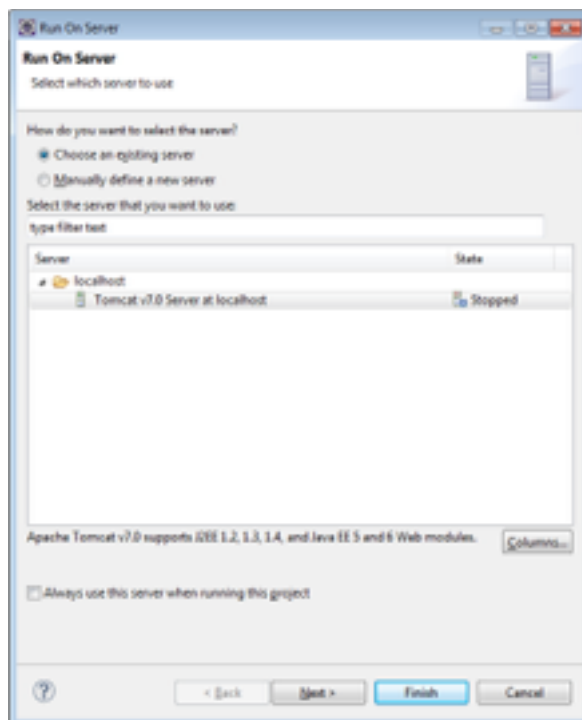 Run On Server
Run On Server
Select which server to use
How do you want to select the server?
Choose an existing server
Manually define a new server
Select the server that you want to use:
type filter text
Server State
localhost
Tomcat v7.0 Server at localhost Stopped
Apache Tomcat v7.0 supports J2EE 1.2, 1.3, 1.4, and Java EE 5 and 6 Web modules.
Columns...
Always use this server when running this project
? < Back Next > Finish Cancel